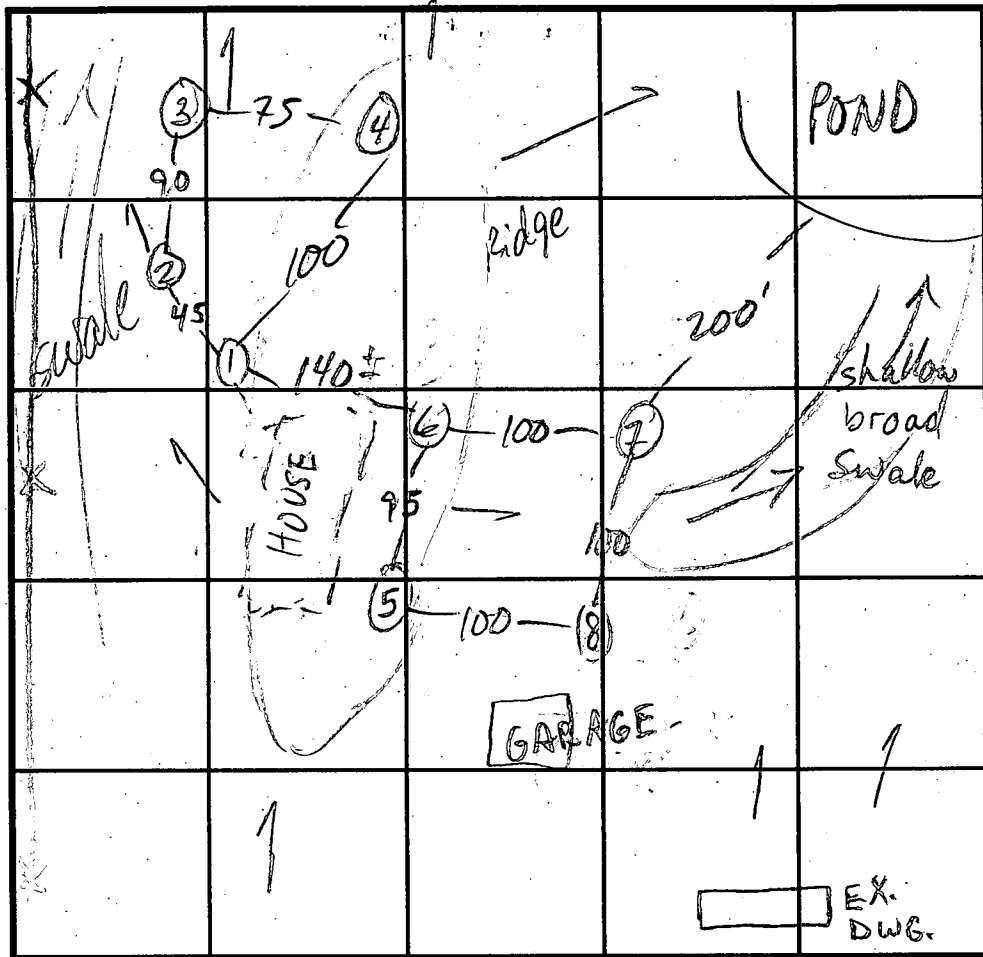 POND
3 75 4
90
2
100
Ridge
swale
45
200'
1
140±
shallow
broad
Swale
6 100 7
HOUSE
95
100
5 100 8
GARAGE
EX.
DWG.